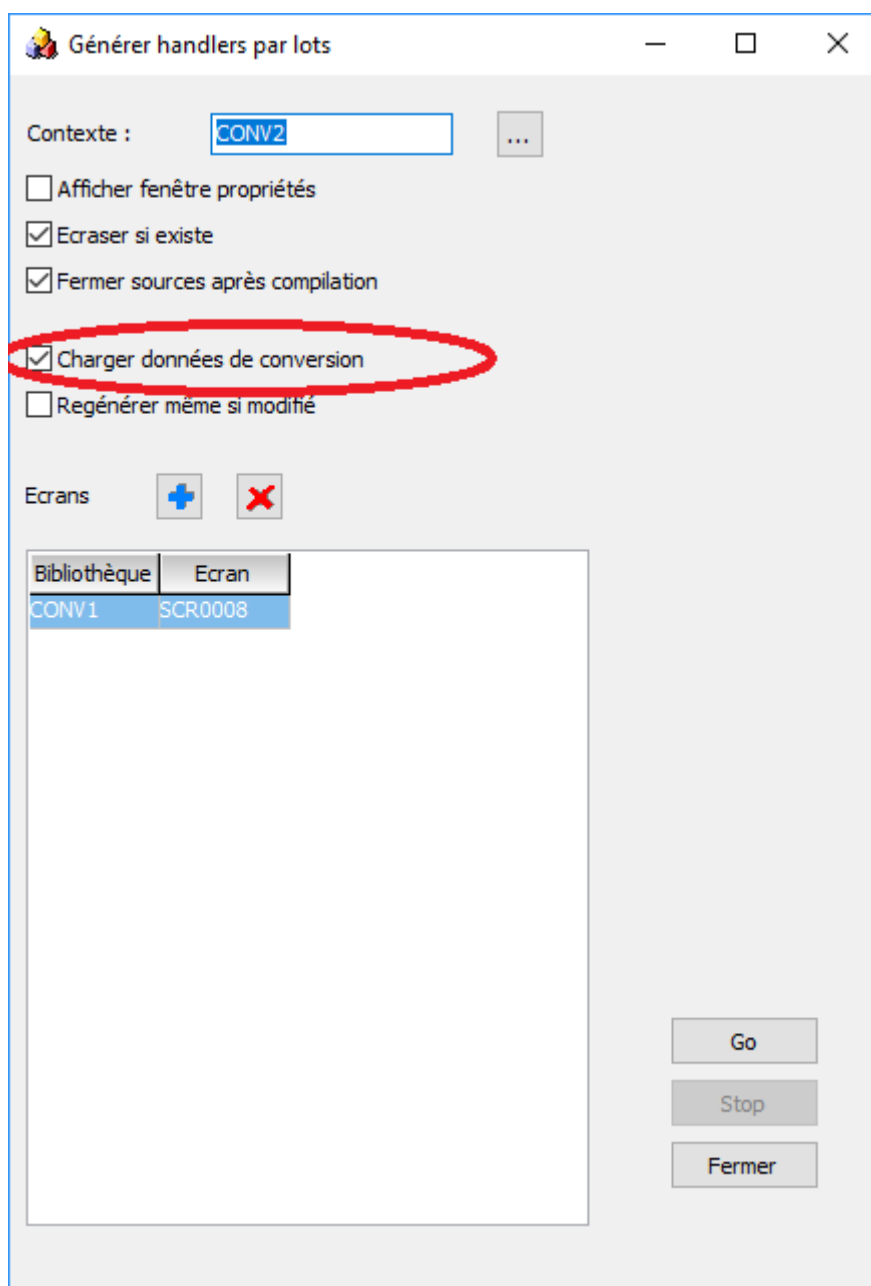 Générer handlers par lots
Contexte : CONV2 ...
Afficher fenêtre propriétés
Ecraser si existe
Fermer sources après compilation
Charger données de conversion
Regénérer même si modifié
Ecrans
Bibliothèque Ecran
CONV1 SCR0008
Go
Stop
Fermer